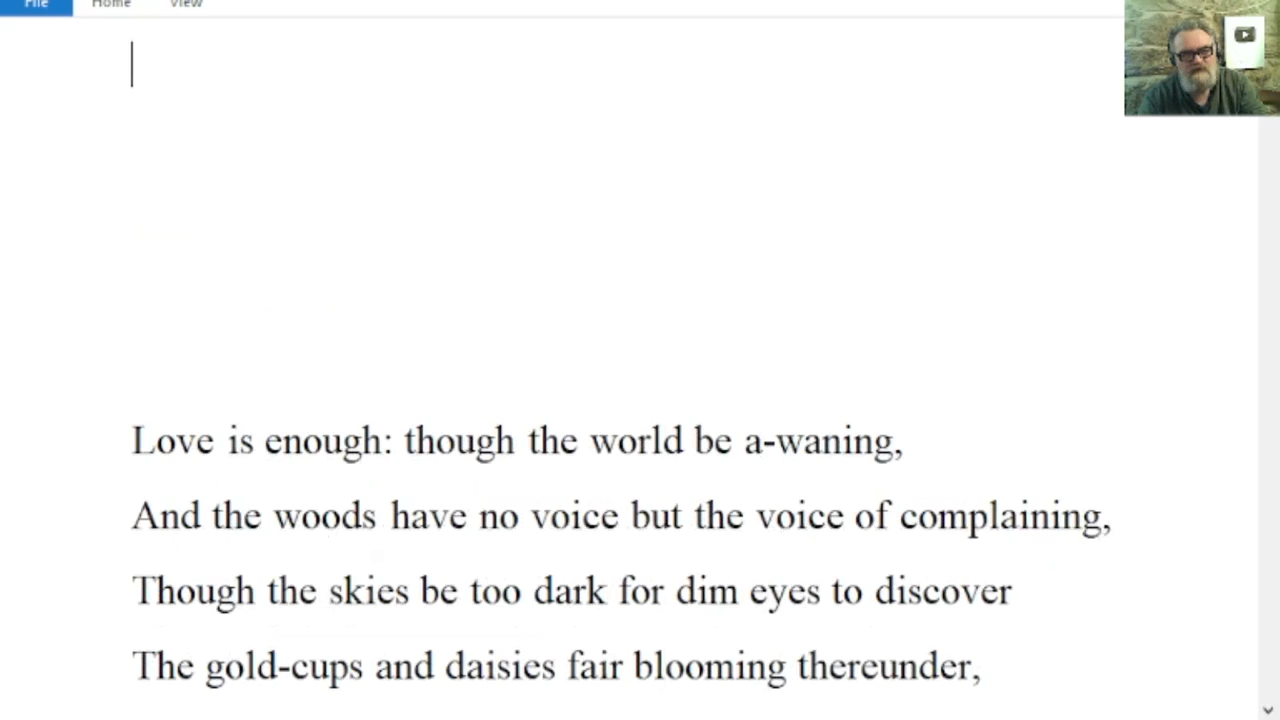 File Home View
Love is enough: though the world be a-waning,
And the woods have no voice but the voice of complaining,
Though the skies be too dark for dim eyes to discover
The gold-cups and daisies fair blooming thereunder,